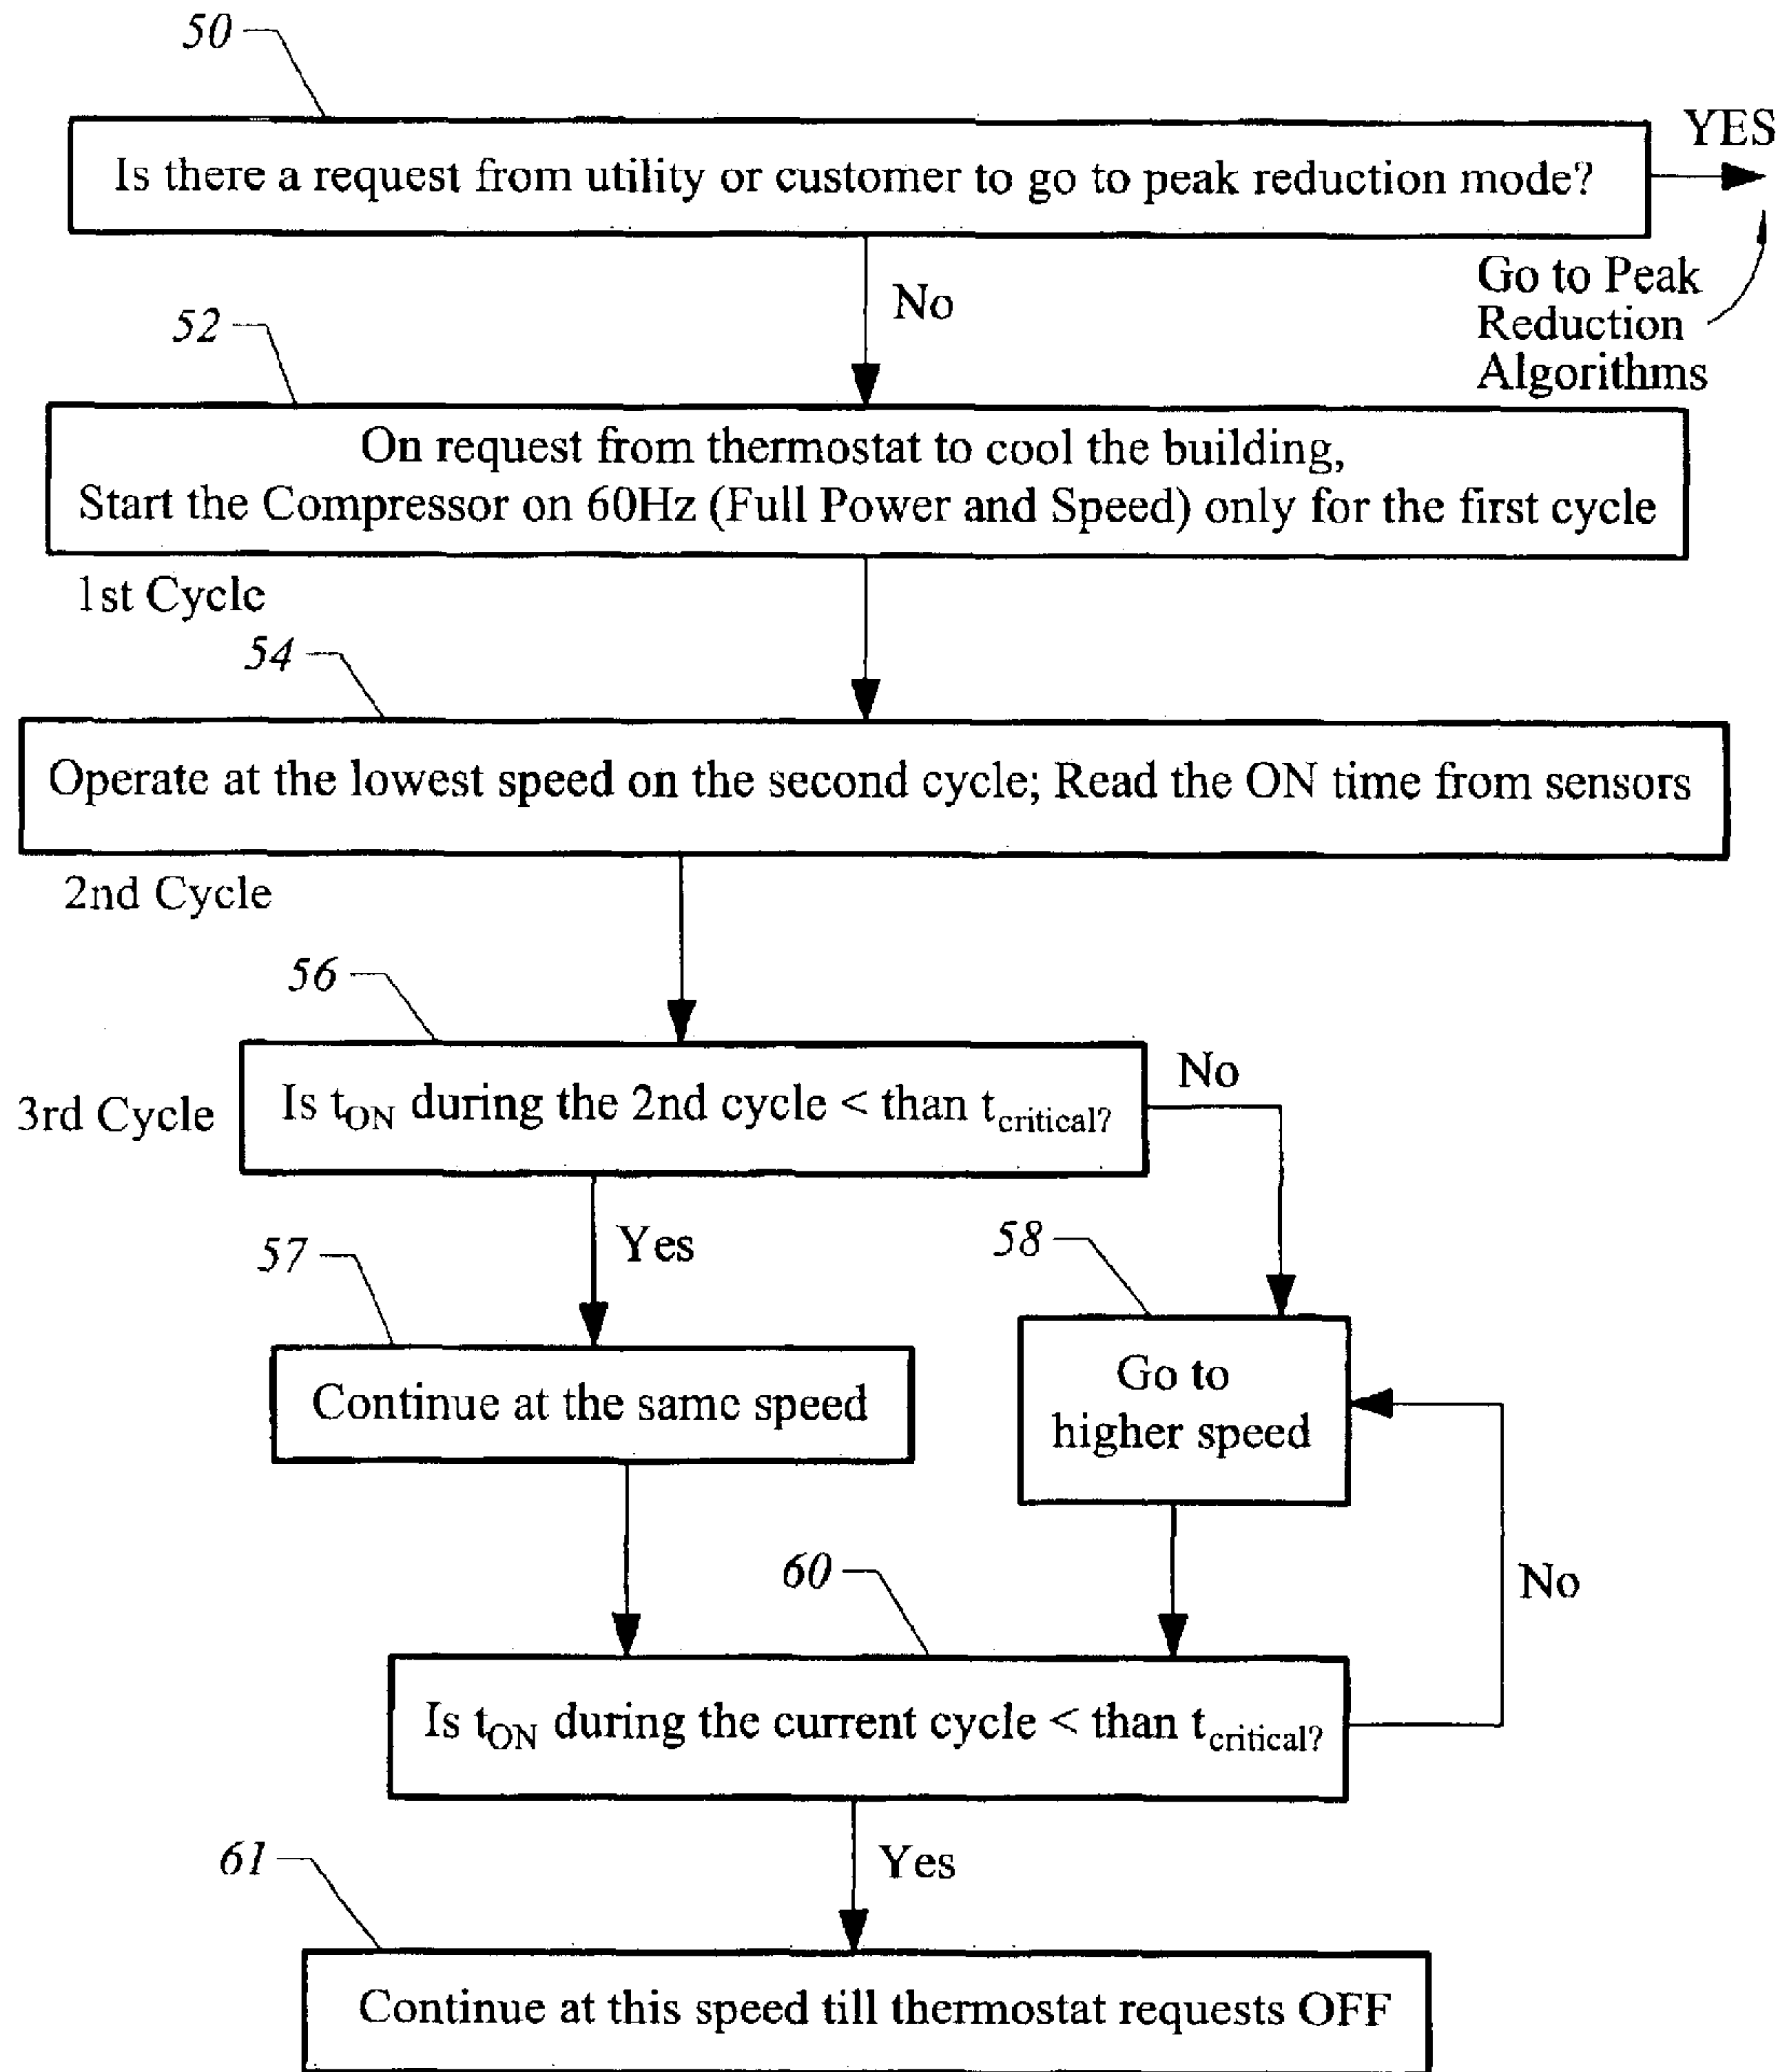 50
YES
Is there a request from utility or customer to go to peak reduction mode?
Go to Peak
Reduction
Algorithms
No
52
On request from thermostat to cool the building,
Start the Compressor on 60Hz (Full Power and Speed) only for the first cycle
1st Cycle
54
Operate at the lowest speed on the second cycle; Read the ON time from sensors
2nd Cycle
56
3rd Cycle
Is tON during the 2nd cycle < than tcritical?
No
Yes
57
58
Continue at the same speed
Go to
higher speed
60
No
Is tON during the current cycle < than tcritical?
Yes
61
Continue at this speed till thermostat requests OFF